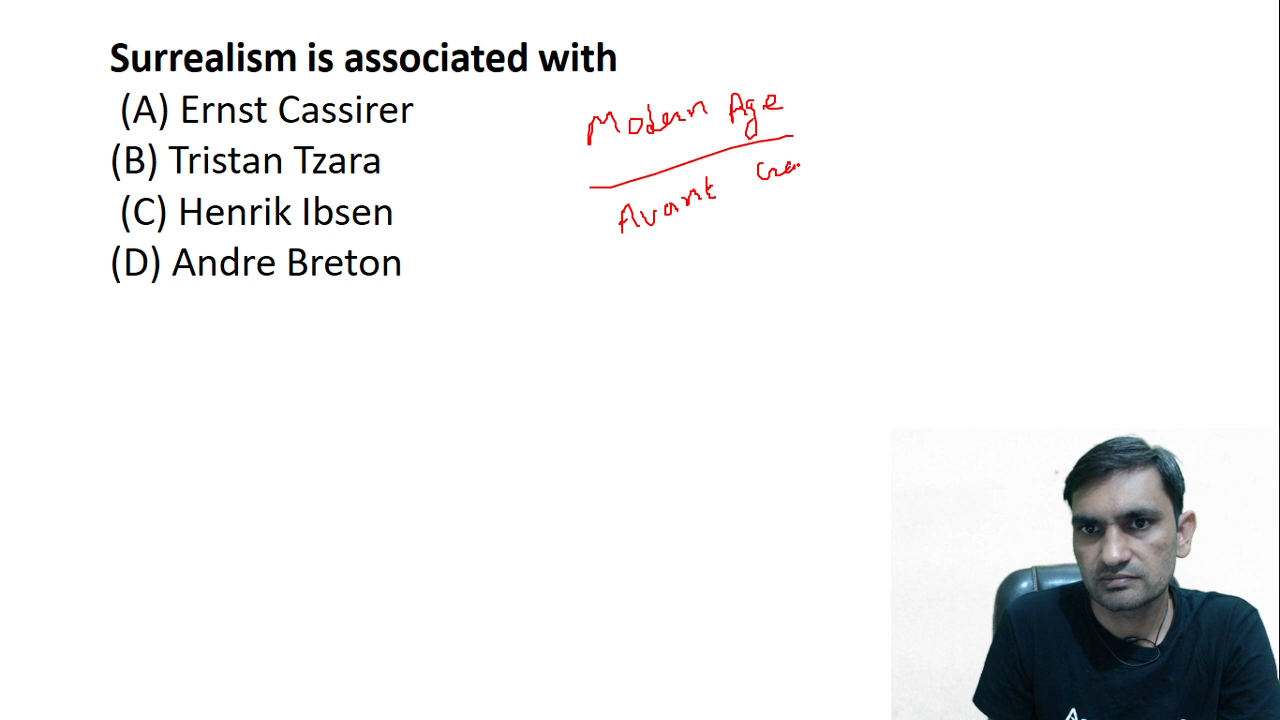 Surrealism is associated with
(A) Ernst Cassirer
(B) Tristan Tzara
(C) Henrik Ibsen
(D) Andre Breton
Modern Age
Avant